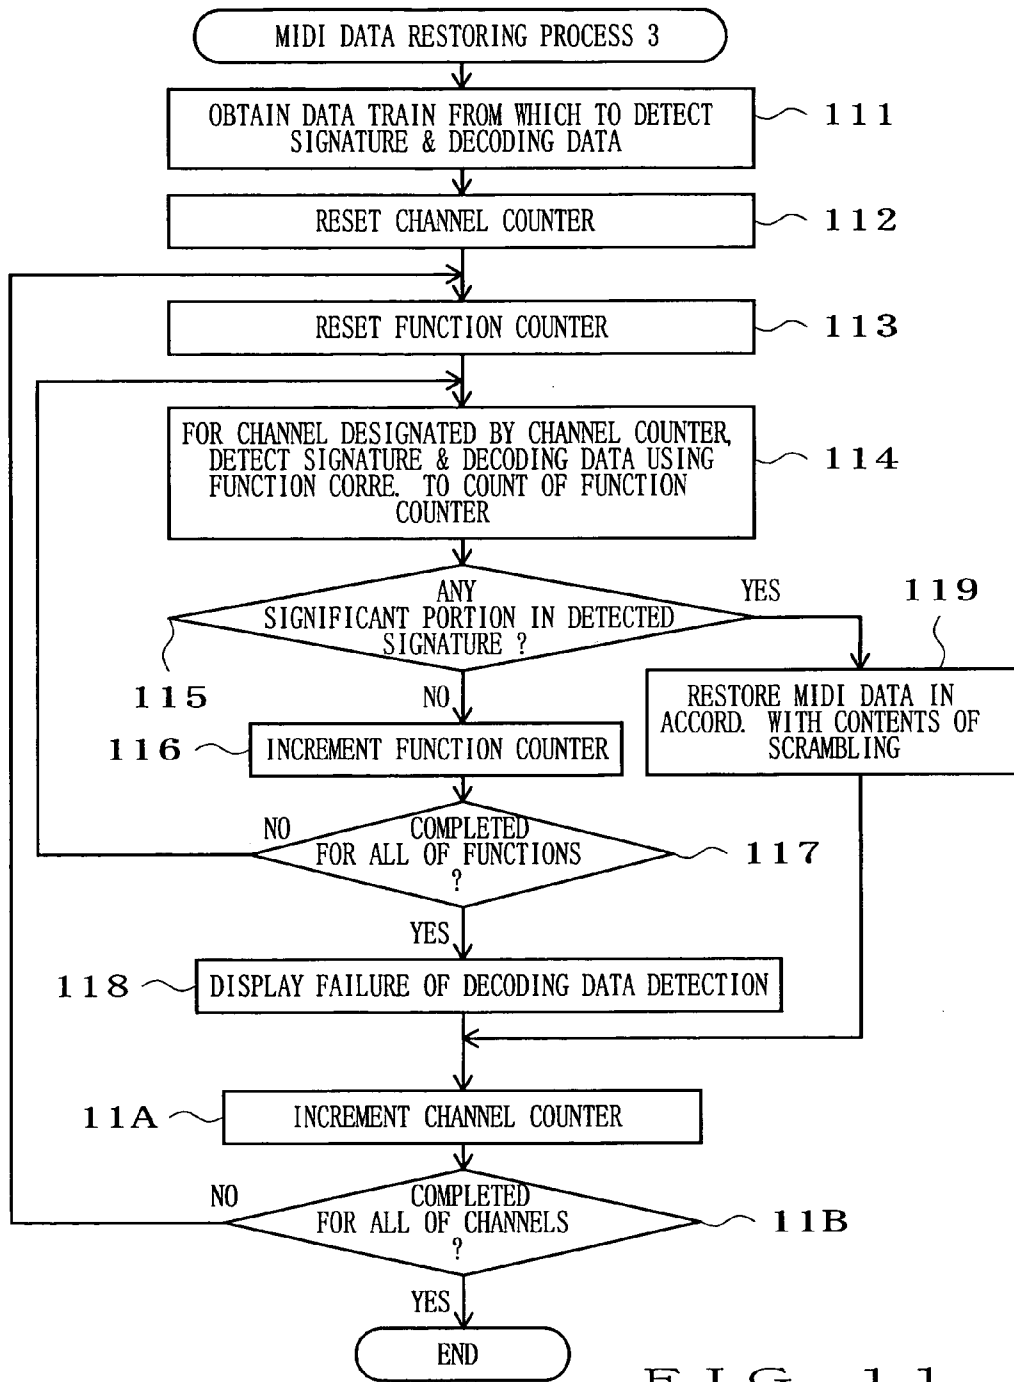 MIDI DATA RESTORING PROCESS 3
OBTAIN DATA TRAIN FROM WHICH TO DETECT
SIGNATURE & DECODING DATA
111
RESET CHANNEL COUNTER
112
RESET FUNCTION COUNTER
113
FOR CHANNEL DESIGNATED BY CHANNEL COUNTER,
DETECT SIGNATURE & DECODING DATA USING
FUNCTION CORRE. TO COUNT OF FUNCTION
COUNTER
114
ANY
SIGNIFICANT PORTION IN DETECTED
SIGNATURE ?
YES
119
115
NO
RESTORE MIDI DATA IN
ACCORD. WITH CONTENTS OF
SCRAMBLING
116
INCREMENT FUNCTION COUNTER
NO
COMPLETED
FOR ALL OF FUNCTIONS
?
117
YES
118
DISPLAY FAILURE OF DECODING DATA DETECTION
11A
INCREMENT CHANNEL COUNTER
NO
COMPLETED
FOR ALL OF CHANNELS
?
11B
YES
END
FIG. 11